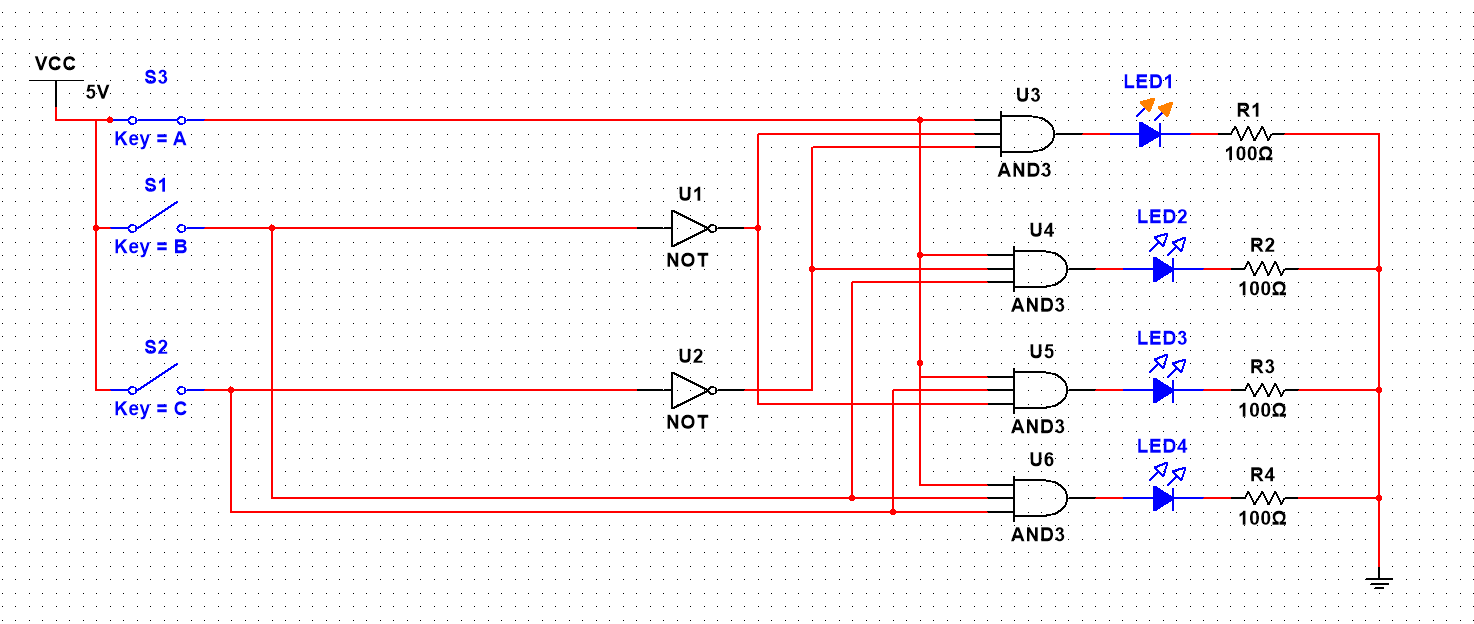 VCC
5V
S3
Key = A
S1
Key = B
S2
Key = C
U1
NOT
U2
NOT
U3
AND3
LED1
R1
100Ω
U4
AND3
LED2
R2
100Ω
U5
AND3
LED3
R3
100Ω
U6
AND3
LED4
R4
100Ω